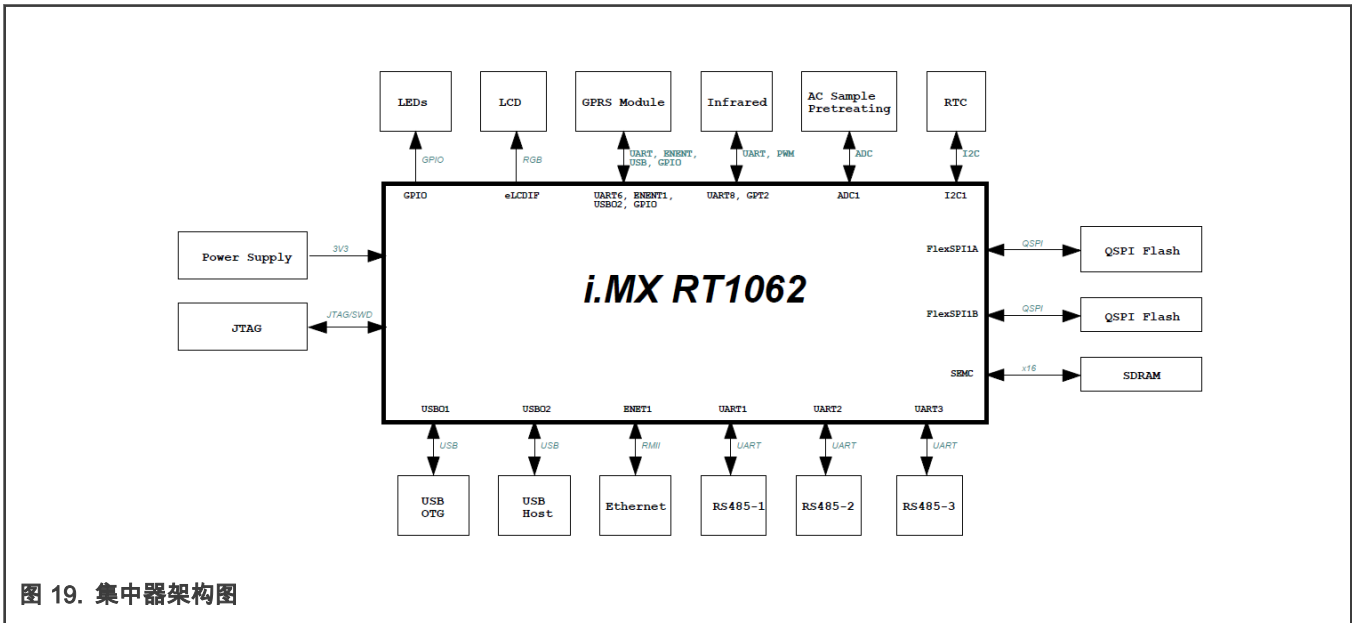 LEDs
LCD
GPRS Module
Infrared
AC Sample
Pretreating
RTC
GPIO
RGB
UART, ENENT,
USB, GPIO
UART, PWM
ADC
I2C
GPIO
eLCDIF
UART6, ENENT1,
USBO2, GPIO
UART8, GPT2
ADC1
I2C1
Power Supply
3V3
JTAG
JTAG/SWD
i.MX RT1062
FlexSPI1A
QSPI
QSPI Flash
FlexSPI1B
QSPI
QSPI Flash
SEMC
x16
SDRAM
USBO1
USBO2
ENET1
UART1
UART2
UART3
USB
USB
RMII
UART
UART
UART
USB
OTG
USB
Host
Ethernet
RS485-1
RS485-2
RS485-3
图 19. 集中器架构图